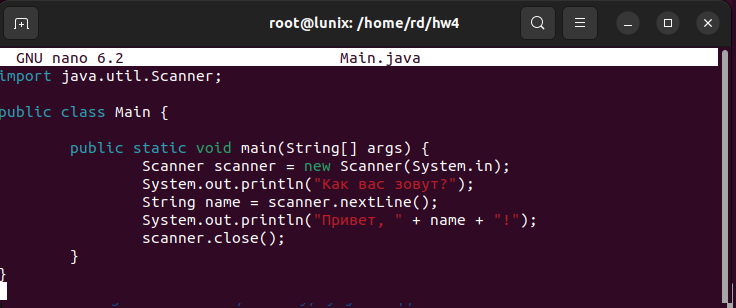 root@lunix: /home/rd/hw4
GNU nano 6.2 Main.java
import java.util.Scanner;
public class Main {
public static void main(String[] args) {
Scanner scanner = new Scanner(System.in);
System.out.println("Как вас зовут?");
String name = scanner.nextLine();
System.out.println("Привет, " + name + "!");
scanner.close();
}
}